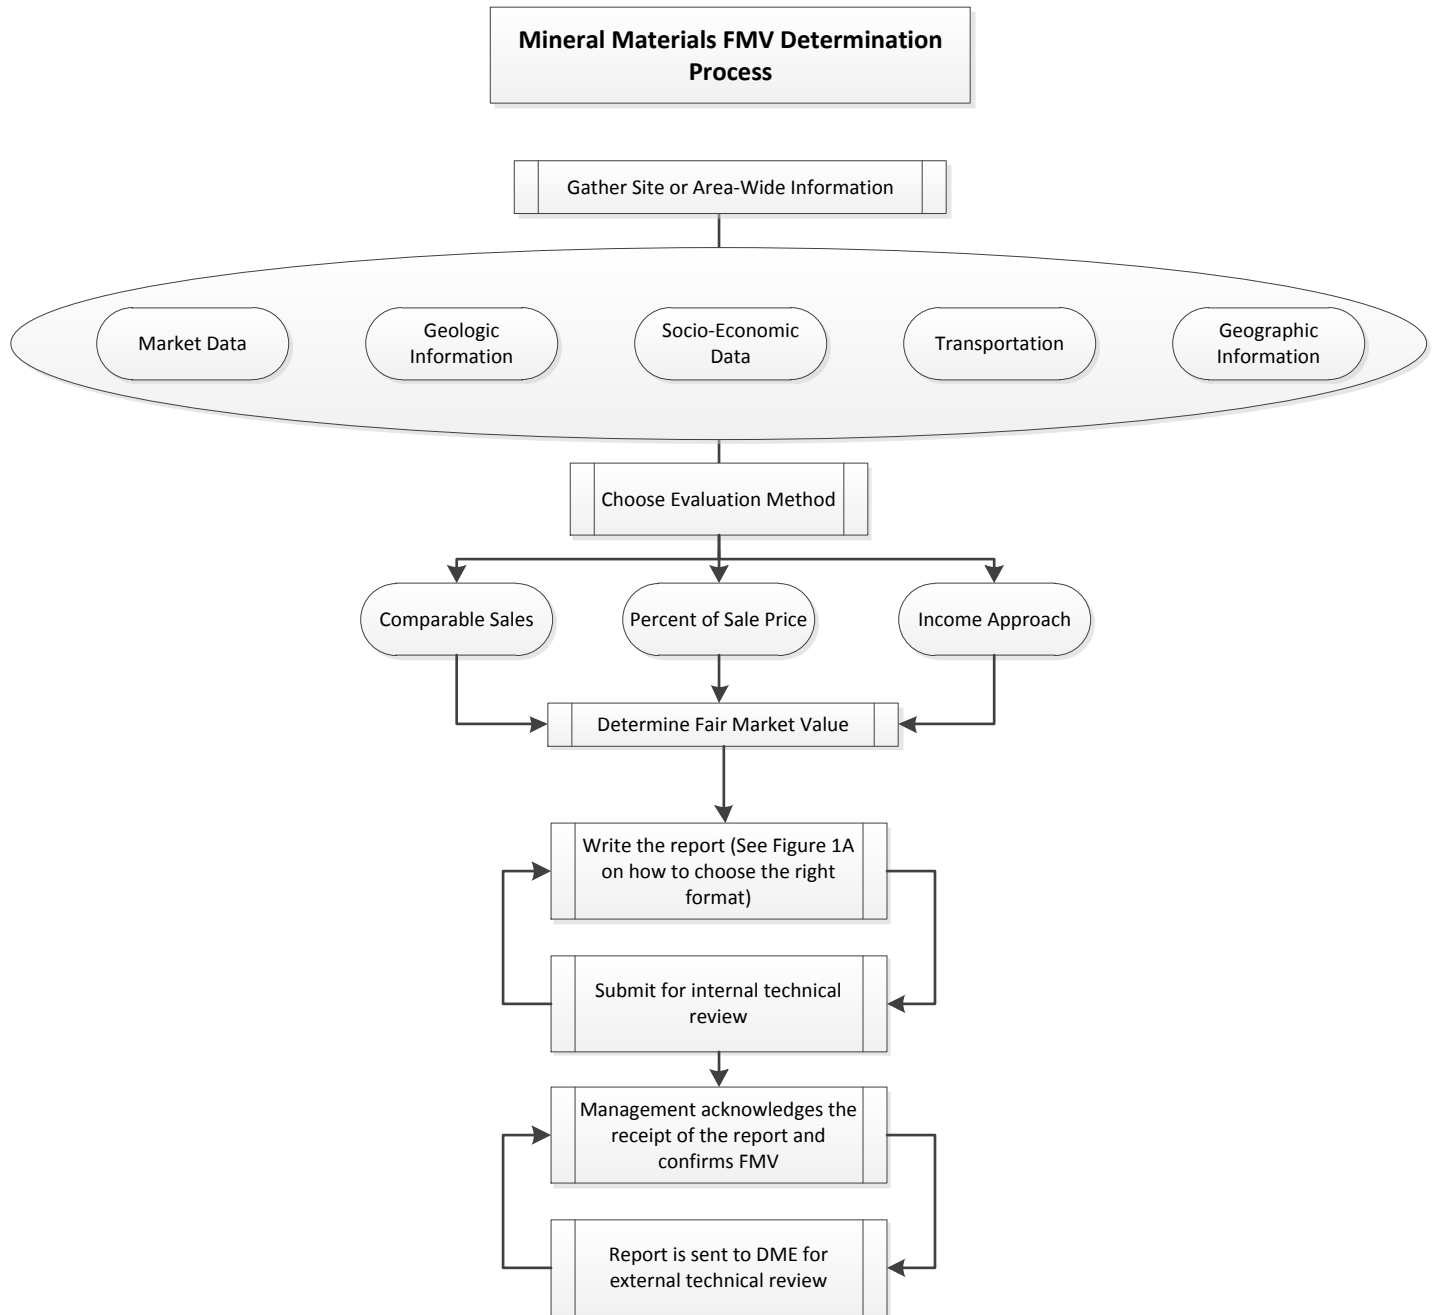 Mineral Materials FMV Determination
Process
Gather Site or Area-Wide Information
Market Data
Geologic
Information
Socio-Economic
Data
Transportation
Geographic
Information
Choose Evaluation Method
Comparable Sales
Percent of Sale Price
Income Approach
Determine Fair Market Value
Write the report (See Figure 1A
on how to choose the right
format)
Submit for internal technical
review
Management acknowledges the
receipt of the report and
confirms FMV
Report is sent to DME for
external technical review